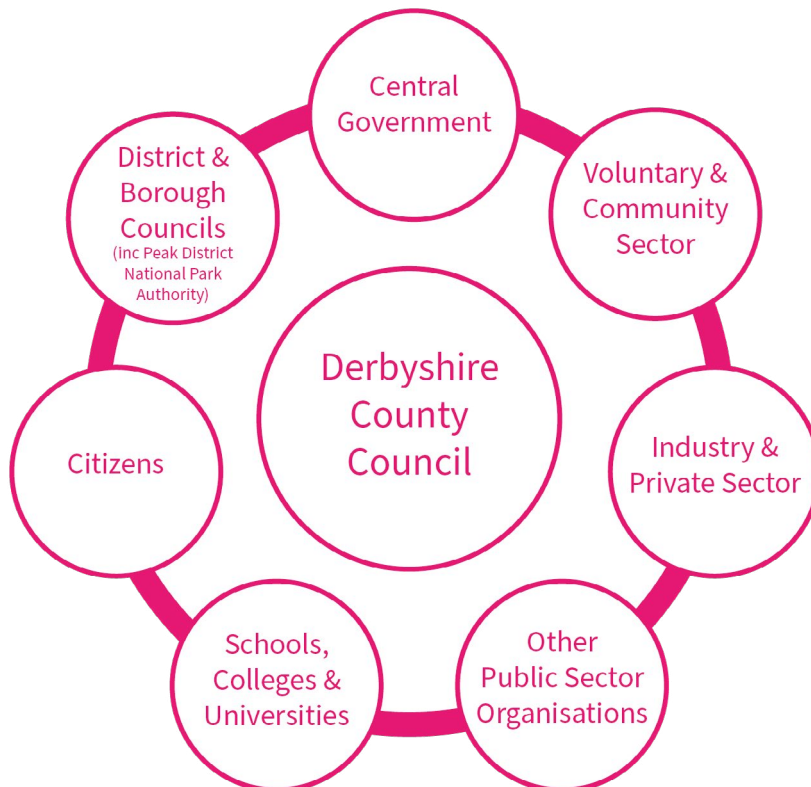 Central
Government
Voluntary &
Community
Sector
Industry &
Private Sector
Other
Public Sector
Organisations
Schools,
Colleges &
Universities
Citizens
District &
Borough
Councils
(inc Peak District
National Park
Authority)
Derbyshire
County
Council